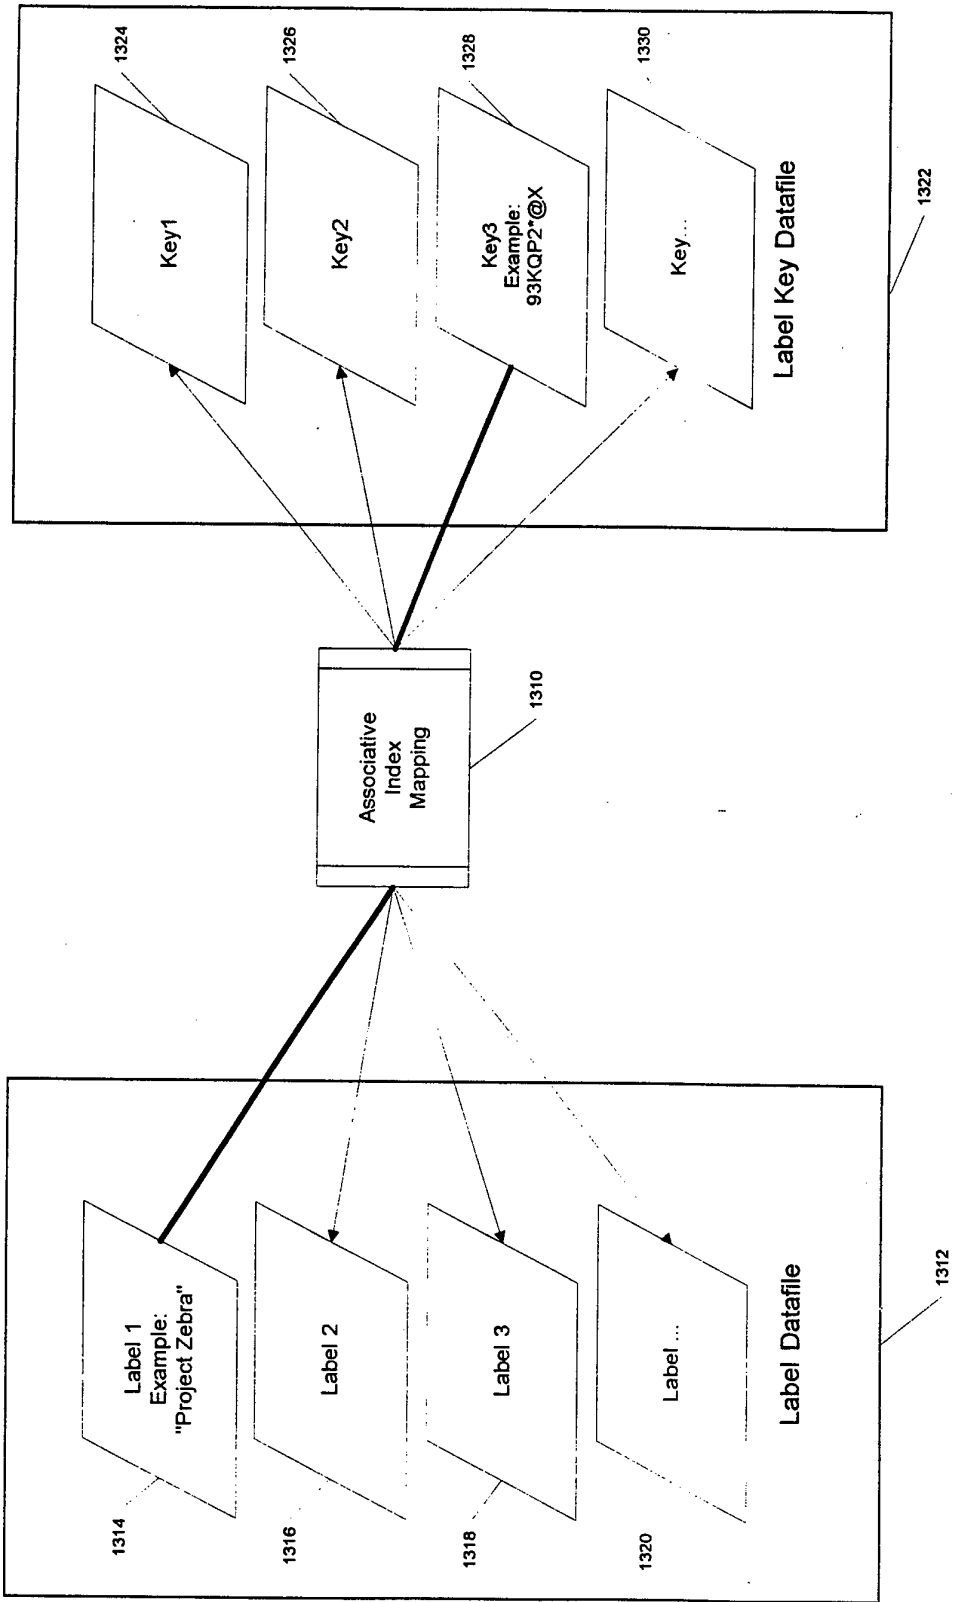 1314
Label 1
Example:
"Project Zebra"
1316
Label 2
1318
Label 3
1320
Label ...
Label Datafile
1312
Associative
Index
Mapping
1310
Key1
1324
Key2
1326
Key3
Example:
93KQP2*@X
1328
Key...
1330
Label Key Datafile
1322